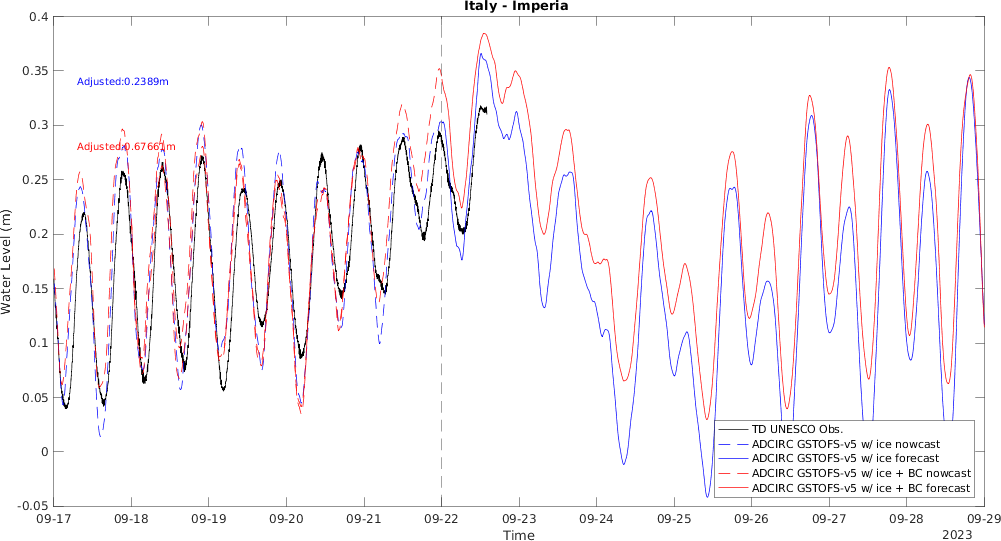 Italy - Imperia
0.4
0.35
0.3
0.25
0.2
0.15
0.1
0.05
0
-0.05
Water Level (m)
Adjusted:0.2389m
09-17
09-18
09-19
09-20
09-21
09-22
09-23
09-24
09-25
09-26
09-27
09-28
09-29
Time
2023
TD UNESCO Obs.
ADCIRC GSTOFS-v5 w/ ice nowcast
ADCIRC GSTOFS-v5 w/ ice forecast
ADCIRC GSTOFS-v5 w/ ice + BC nowcast
ADCIRC GSTOFS-v5 w/ ice + BC forecast